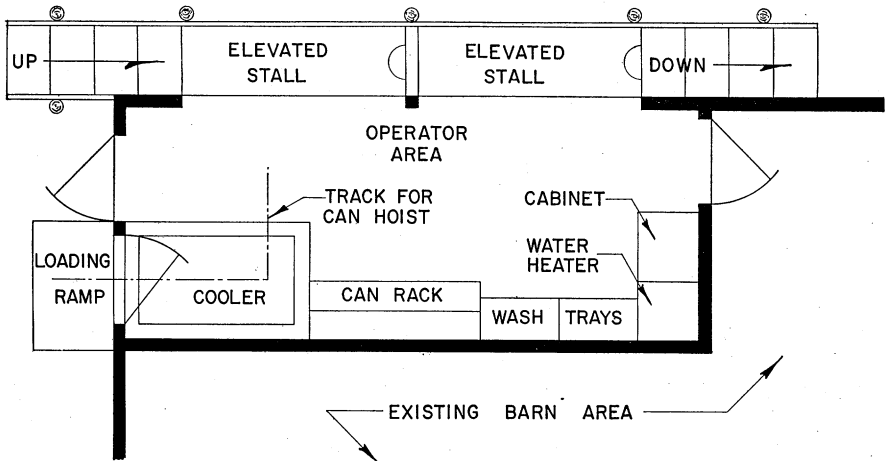 UP
ELEVATED
STALL
ELEVATED
STALL
DOWN
OPERATOR
AREA
TRACK FOR
CAN HOIST
CABINET
WATER
HEATER
LOADING
RAMP
COOLER
CAN RACK
WASH
TRAYS
EXISTING BARN AREA